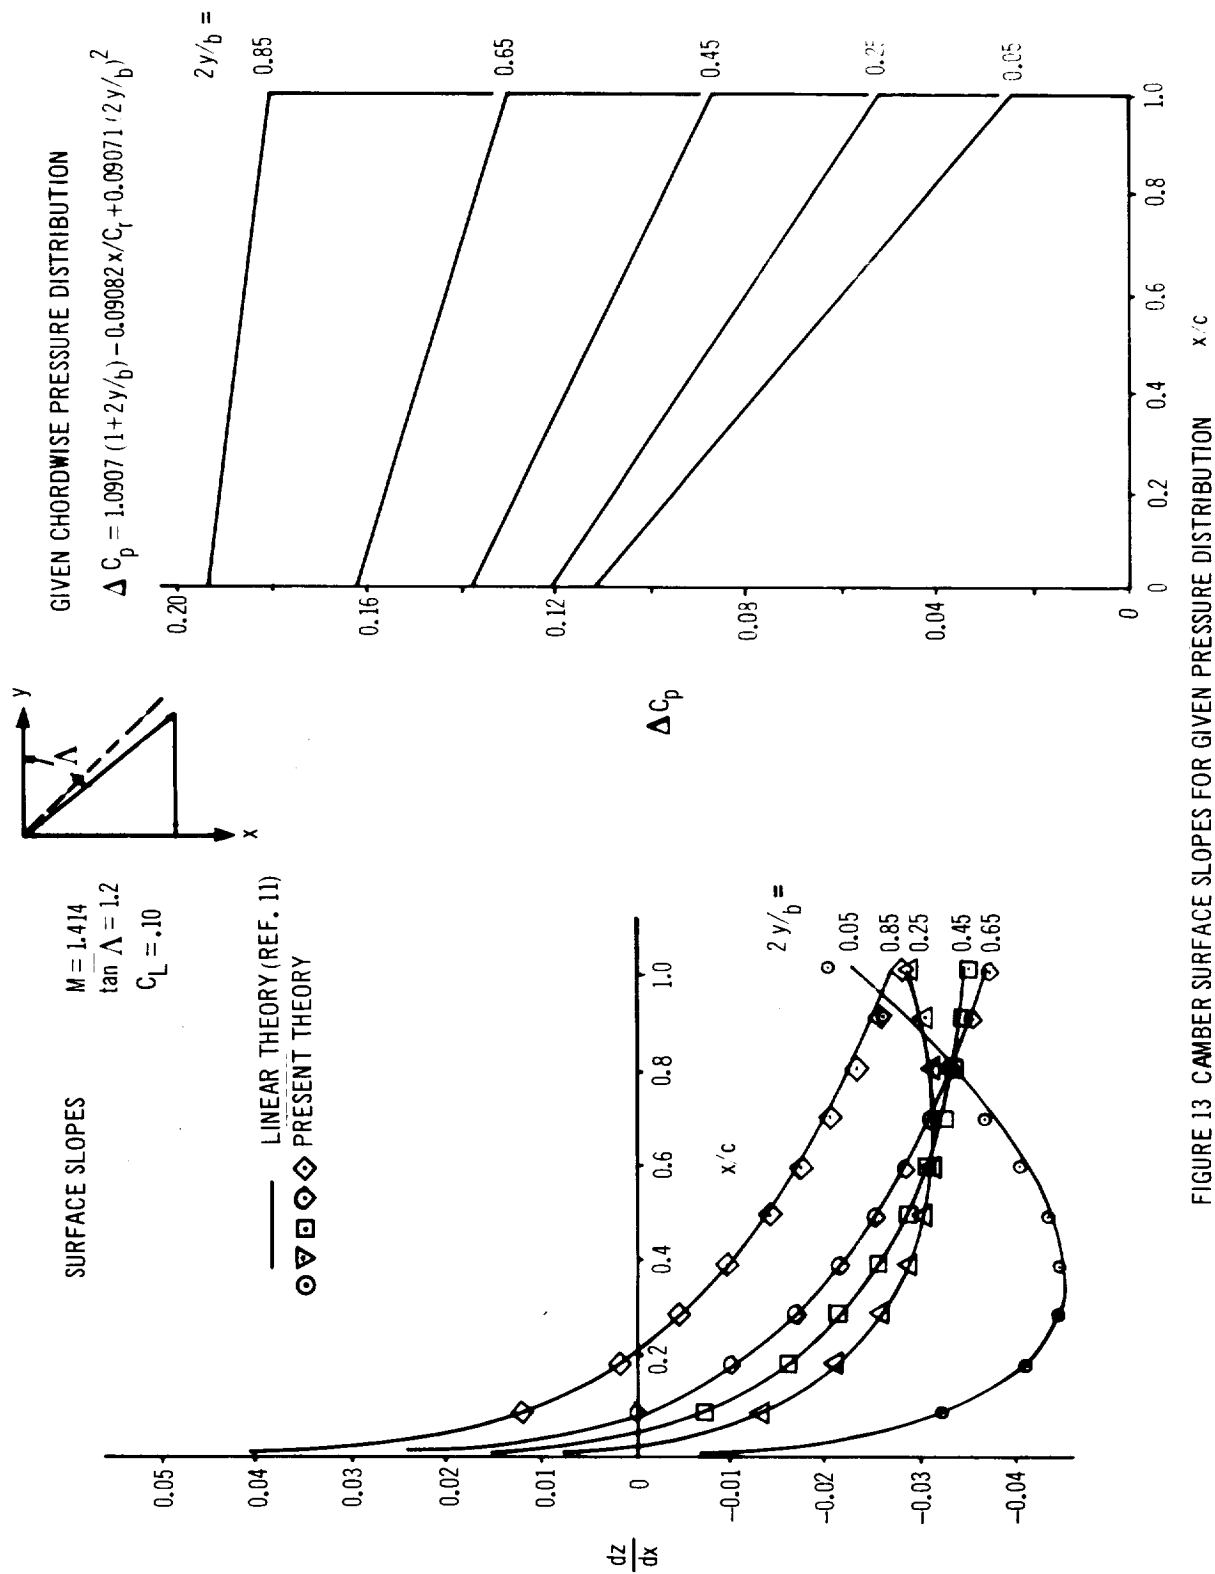 SURFACE SLOPES
M = 1.414
tan Λ = 1.2
C_L = .10
LINEAR THEORY (REF. 11)
PRESENT THEORY
y
Λ
x
dz/dx
0.05
0.04
0.03
0.02
0.01
0
-0.01
-0.02
-0.03
-0.04
0.2
0.4
0.6
0.8
1.0
x/c
2 y/b =
0.05
0.85
0.25
0.45
0.65
GIVEN CHORDWISE PRESSURE DISTRIBUTION
Δ C_p = 1.0907 (1+2y/b) - 0.09082 x/C_r + 0.09071 (2y/b)^2
2y/b =
0.85
0.65
0.45
0.25
0.05
ΔC_p
0.20
0.16
0.12
0.08
0.04
0
0
0.2
0.4
0.6
0.8
1.0
x/c
FIGURE 13 CAMBER SURFACE SLOPES FOR GIVEN PRESSURE DISTRIBUTION